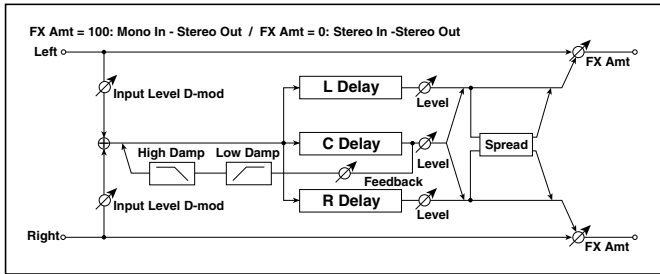 FX Amt = 100: Mono In - Stereo Out / FX Amt = 0: Stereo In -Stereo Out
Left
FX Amt
Input Level D-mod
L Delay
Level
High Damp
Low Damp
C Delay
Level
Spread
Feedback
Input Level D-mod
R Delay
Level
Right
FX Amt